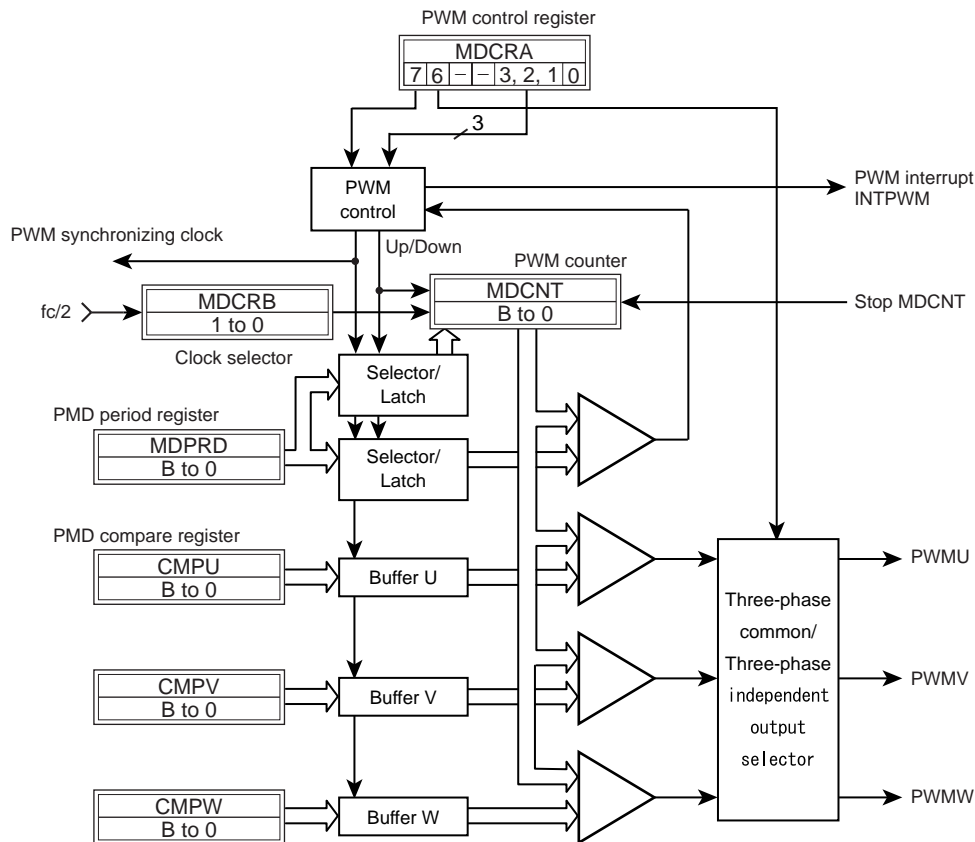 PWM control register
MDCRA
7 6 – – 3, 2, 1 0
3
PWM
control
PWM interrupt
INTPWM
PWM synchronizing clock
Up/Down
PWM counter
fc/2
MDCRB
1 to 0
MDCNT
B to 0
Stop MDCNT
Clock selector
Selector/
Latch
PMD period register
MDPRD
B to 0
Selector/
Latch
PMD compare register
CMPU
B to 0
Buffer U
PWMU
Three-phase
common/
Three-phase
independent
output
selector
CMPV
B to 0
Buffer V
PWMV
CMPW
B to 0
Buffer W
PWMW